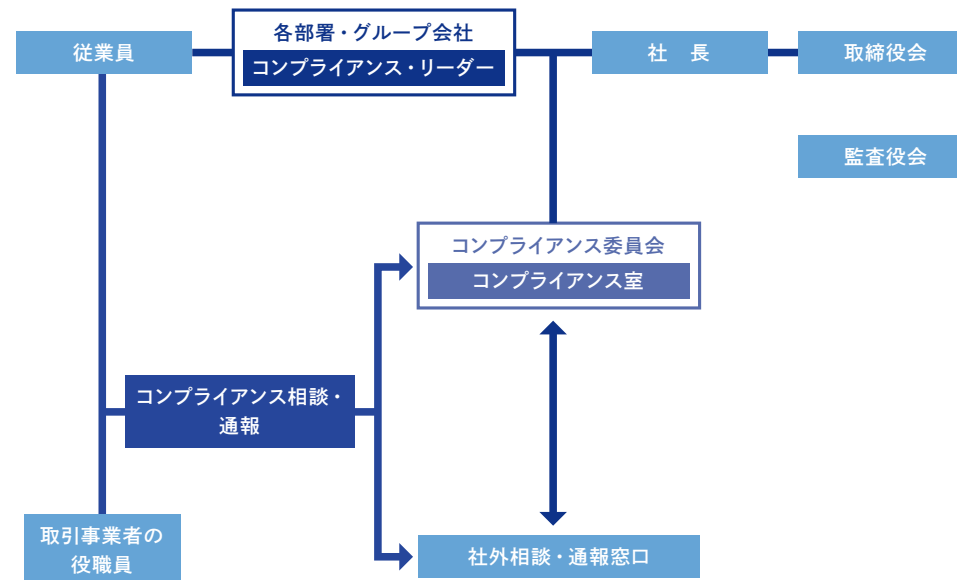 従業員
各部署・グループ会社
コンプライアンス・リーダー
社　長
取締役会
監査役会
コンプライアンス委員会
コンプライアンス室
コンプライアンス相談・
通報
取引事業者の
役職員
社外相談・通報窓口